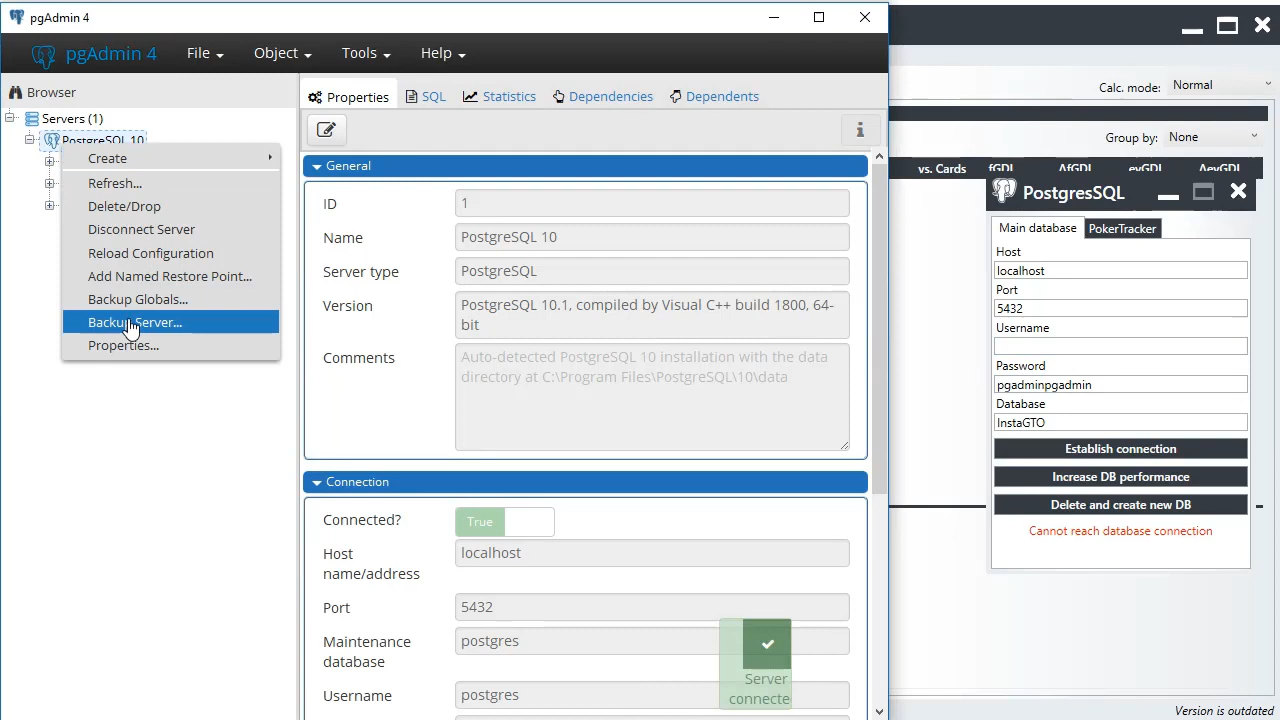 pgAdmin 4
pgAdmin 4
File
Object
Tools
Help
Browser
Servers (1)
PostgreSQL 10
Create
Refresh...
Delete/Drop
Disconnect Server
Reload Configuration
Add Named Restore Point...
Backup Globals...
Backup Server...
Properties...
Properties
SQL
Statistics
Dependencies
Dependents
General
ID
1
Name
PostgreSQL 10
Server type
PostgreSQL
Version
PostgreSQL 10.1, compiled by Visual C++ build 1800, 64-
bit
Comments
Auto-detected PostgreSQL 10 installation with the data
directory at C:\Program Files\PostgreSQL\10\data
Connection
Connected?
True
Host
name/address
localhost
Port
5432
Maintenance
database
postgres
Username
postgres
Server
connecte
Calc. mode:
Normal
Group by:
None
vs. Cards
fGDI
AfGDI
evGDI
AevGDI
PostgresSQL
Main database
PokerTracker
Host
localhost
Port
5432
Username
Password
pgadminpgadmin
Database
InstaGTO
Establish connection
Increase DB performance
Delete and create new DB
Cannot reach database connection
Version is outdated